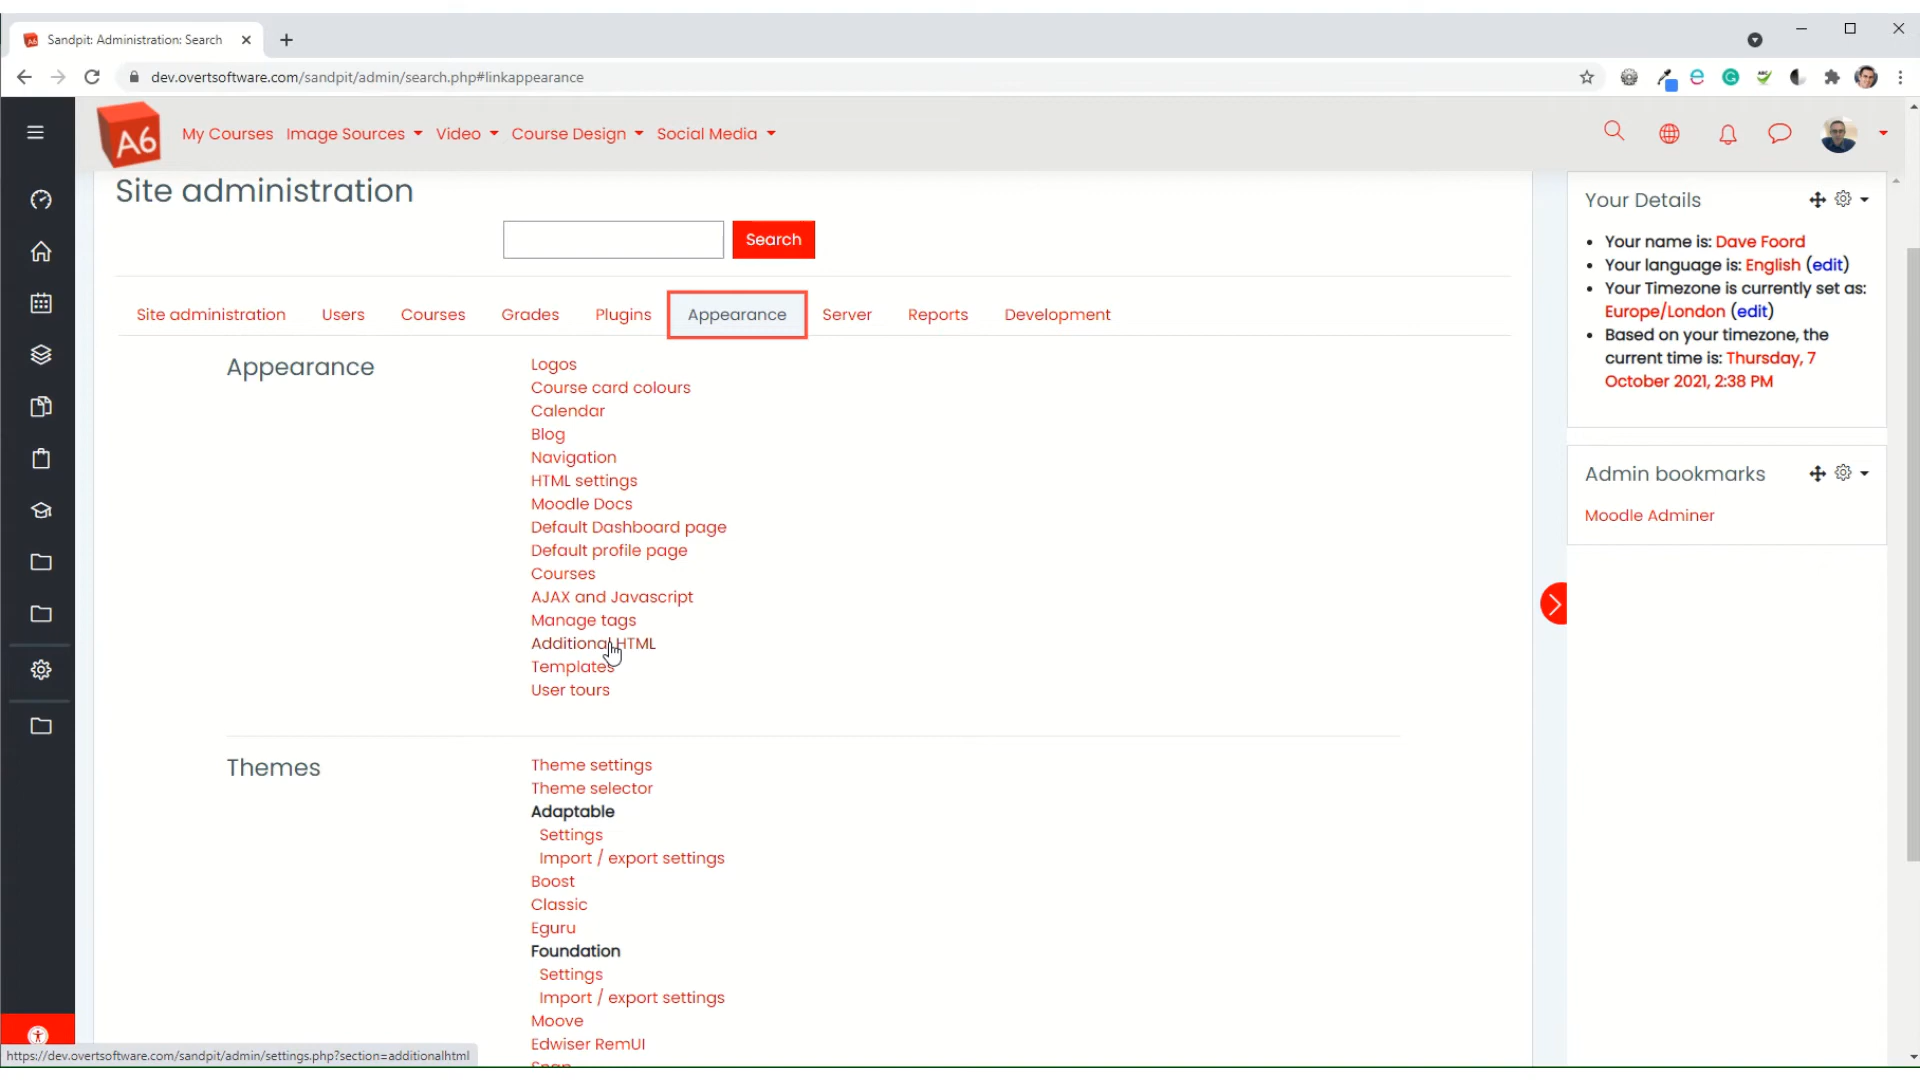 Sandpit: Administration: Search
dev.overtsoftware.com/sandpit/admin/search.php#linkappearance
A6
My Courses Image Sources Video Course Design Social Media
Site administration
Search
Site administration Users Courses Grades Plugins Appearance Server Reports Development
Appearance
Logos
Course card colours
Calendar
Blog
Navigation
HTML settings
Moodle Docs
Default Dashboard page
Default profile page
Courses
AJAX and Javascript
Manage tags
Additional HTML
Templates
User tours
Themes
Theme settings
Theme selector
Adaptable
Settings
Import / export settings
Boost
Classic
Eguru
Foundation
Settings
Import / export settings
Moove
Edwiser RemUI
Snap
Your Details
Your name is: Dave Foord
Your language is: English (edit)
Your Timezone is currently set as:
Europe/London (edit)
Based on your timezone, the
current time is: Thursday, 7
October 2021, 2:38 PM
Admin bookmarks
Moodle Adminer
https://dev.overtsoftware.com/sandpit/admin/settings.php?section=additionalhtml